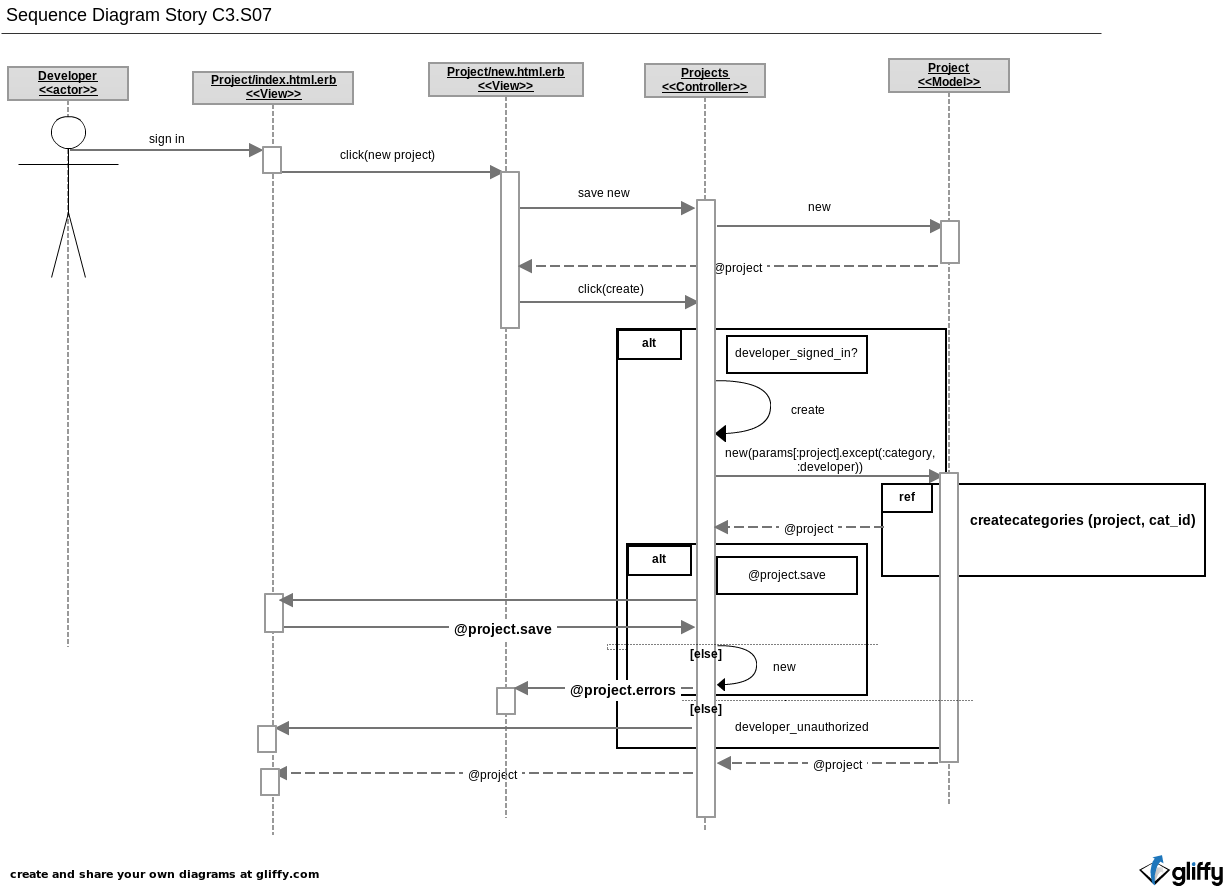 Sequence Diagram Story C3.S07
Developer
<<actor>>
Project/index.html.erb
<<View>>
Project/new.html.erb
<<View>>
Projects
<<Controller>>
Project
<<Model>>
sign in
click(new project)
save new
new
@project
click(create)
alt
developer_signed_in?
create
new(params[:project].except(:category,
:developer))
ref
createcategories (project, cat_id)
@project
alt
@project.save
@project.save
[else]
new
@project.errors
[else]
developer_unauthorized
@project
@project
create and share your own diagrams at gliffy.com
gliffy